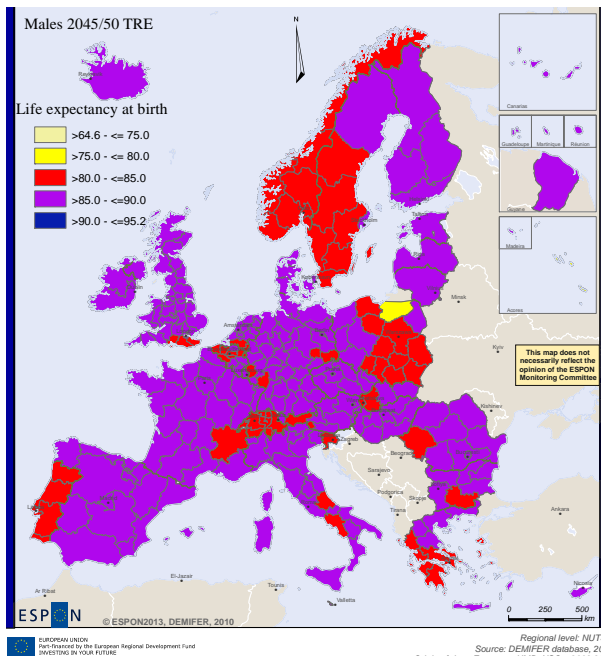 Males 2045/50 TRE
N
Reykjavik
Canarias
Life expectancy at birth
>64.6 - <= 75.0
>75.0 - <= 80.0
>80.0 - <=85.0
>85.0 - <=90.0
>90.0 - <=95.2
Guadeloupe Martinique Réunion
Guyane
Madeira
Acores
Minsk
Kyiv
This map does not
necessarily reflect the
opinion of the ESPON
Monitoring Committee
Kishinev
Zagreb
Beograd
Sarajevo
Podgorica
Skopje
Tirana
Ankara
Ar Ribat
El-Jazair
Tounis
Valletta
Nicosia
ESPON
© ESPON2013, DEMIFER, 2010
0 250 500
km
EUROPEAN UNION
Part-financed by the European Regional Development Fund
INVESTING IN YOUR FUTURE
Regional level: NUT
Source: DEMIFER database, 20